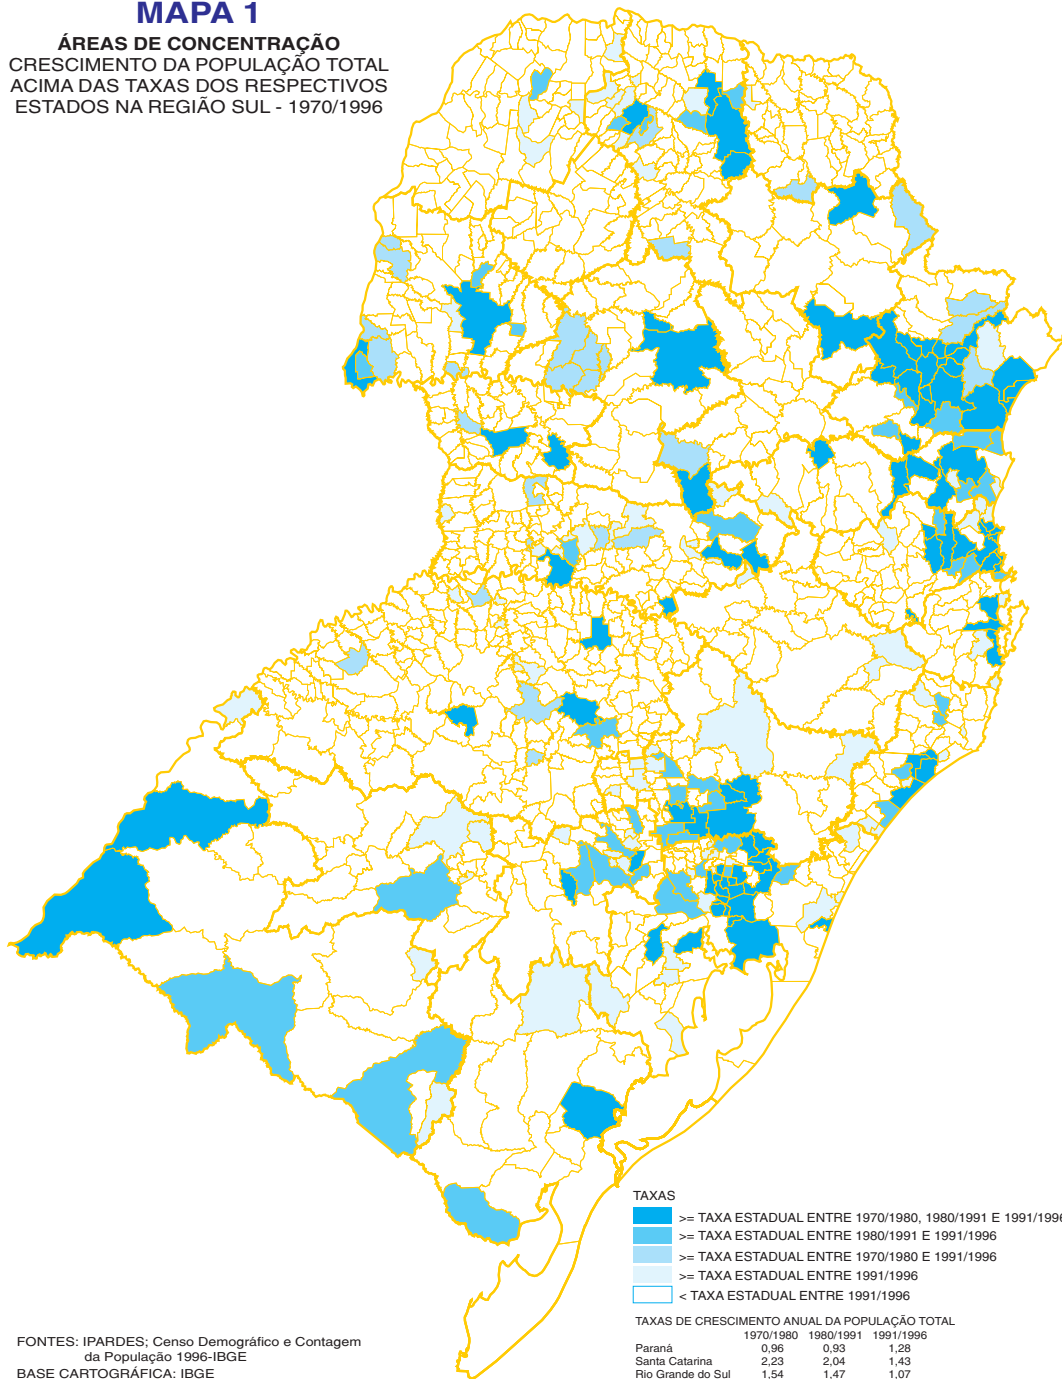 MAPA 1
ÁREAS DE CONCENTRAÇÃO
CRESCIMENTO DA POPULAÇÃO TOTAL
ACIMA DAS TAXAS DOS RESPECTIVOS
ESTADOS NA REGIÃO SUL - 1970/1996
TAXAS
>= TAXA ESTADUAL ENTRE 1970/1980, 1980/1991 E 1991/1996
>= TAXA ESTADUAL ENTRE 1980/1991 E 1991/1996
>= TAXA ESTADUAL ENTRE 1970/1980 E 1991/1996
>= TAXA ESTADUAL ENTRE 1991/1996
< TAXA ESTADUAL ENTRE 1991/1996
TAXAS DE CRESCIMENTO ANUAL DA POPULAÇÃO TOTAL
1970/1980 1980/1991 1991/1996
Paraná 0,96 0,93 1,28
Santa Catarina 2,23 2,04 1,43
Rio Grande do Sul 1,54 1,47 1,07
FONTES: IPARDES; Censo Demográfico e Contagem
da População 1996-IBGE
BASE CARTOGRÁFICA: IBGE